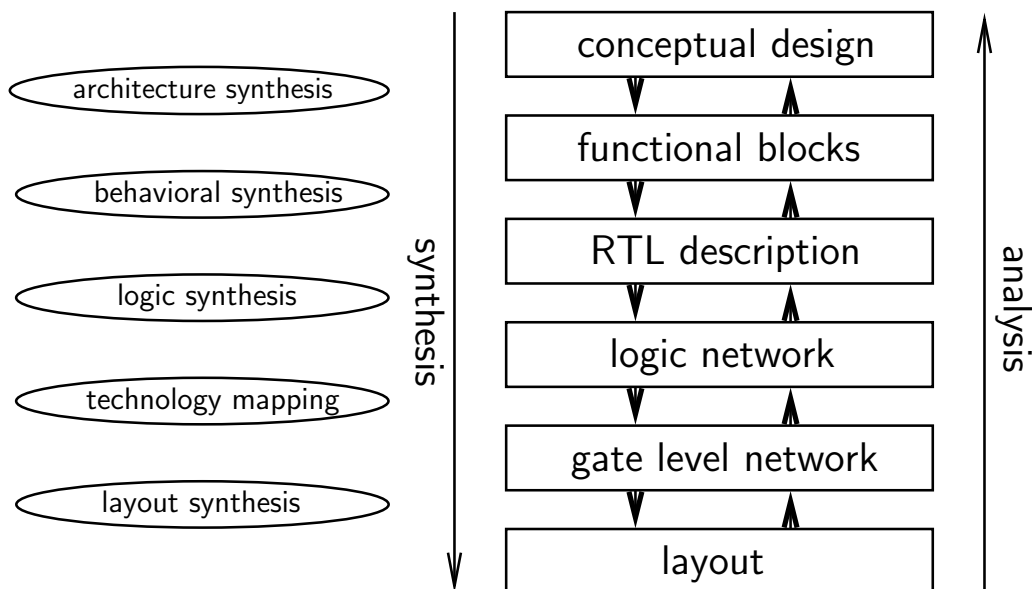 conceptual design
architecture synthesis
functional blocks
behavioral synthesis
RTL description
logic synthesis
logic network
technology mapping
gate level network
layout synthesis
layout
synthesis
analysis